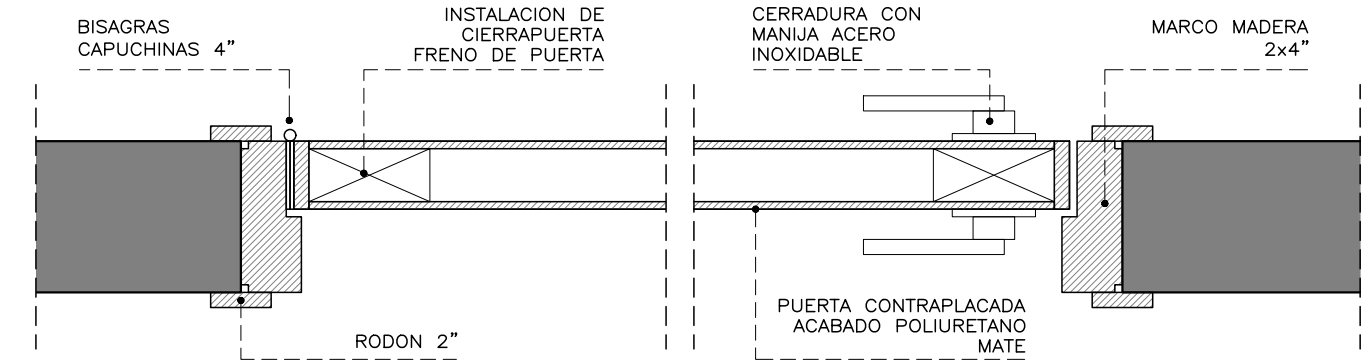 BISAGRAS
CAPUCHINAS 4”
INSTALACION DE
CIERRAPUERTA
FRENO DE PUERTA
CERRADURA CON
MANIJA ACERO
INOXIDABLE
MARCO MADERA
2x4”
RODON 2”
PUERTA CONTRAPLACADA
ACABADO POLIURETANO
MATE